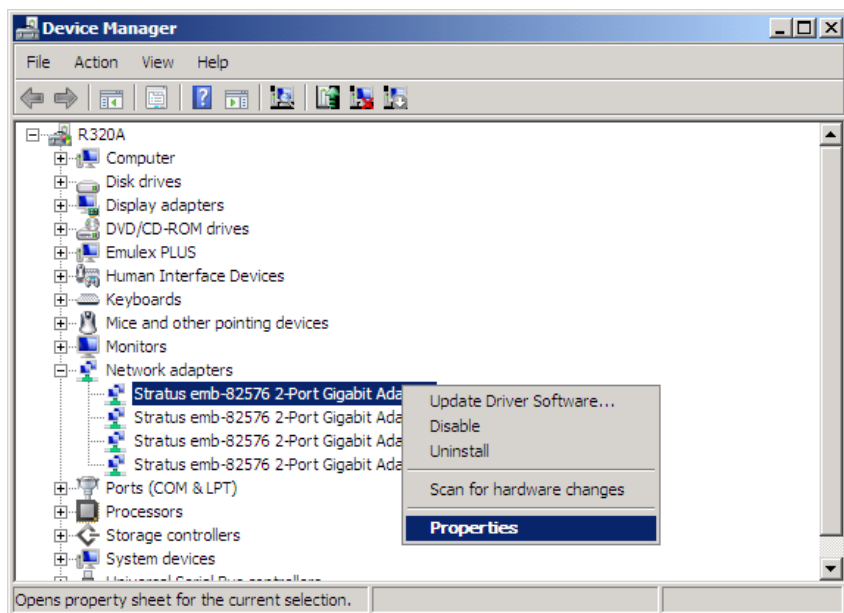 Device Manager
File Action View Help
R320A
Computer
Disk drives
Display adapters
DVD/CD-ROM drives
Emulex PLUS
Human Interface Devices
Keyboards
Mice and other pointing devices
Monitors
Network adapters
Stratus emb-82576 2-Port Gigabit Ada
Stratus emb-82576 2-Port Gigabit Ada
Stratus emb-82576 2-Port Gigabit Ada
Stratus emb-82576 2-Port Gigabit Ada
Update Driver Software...
Disable
Uninstall
Scan for hardware changes
Properties
Ports (COM & LPT)
Processors
Storage controllers
System devices
Universal Serial Bus controllers
Opens property sheet for the current selection.